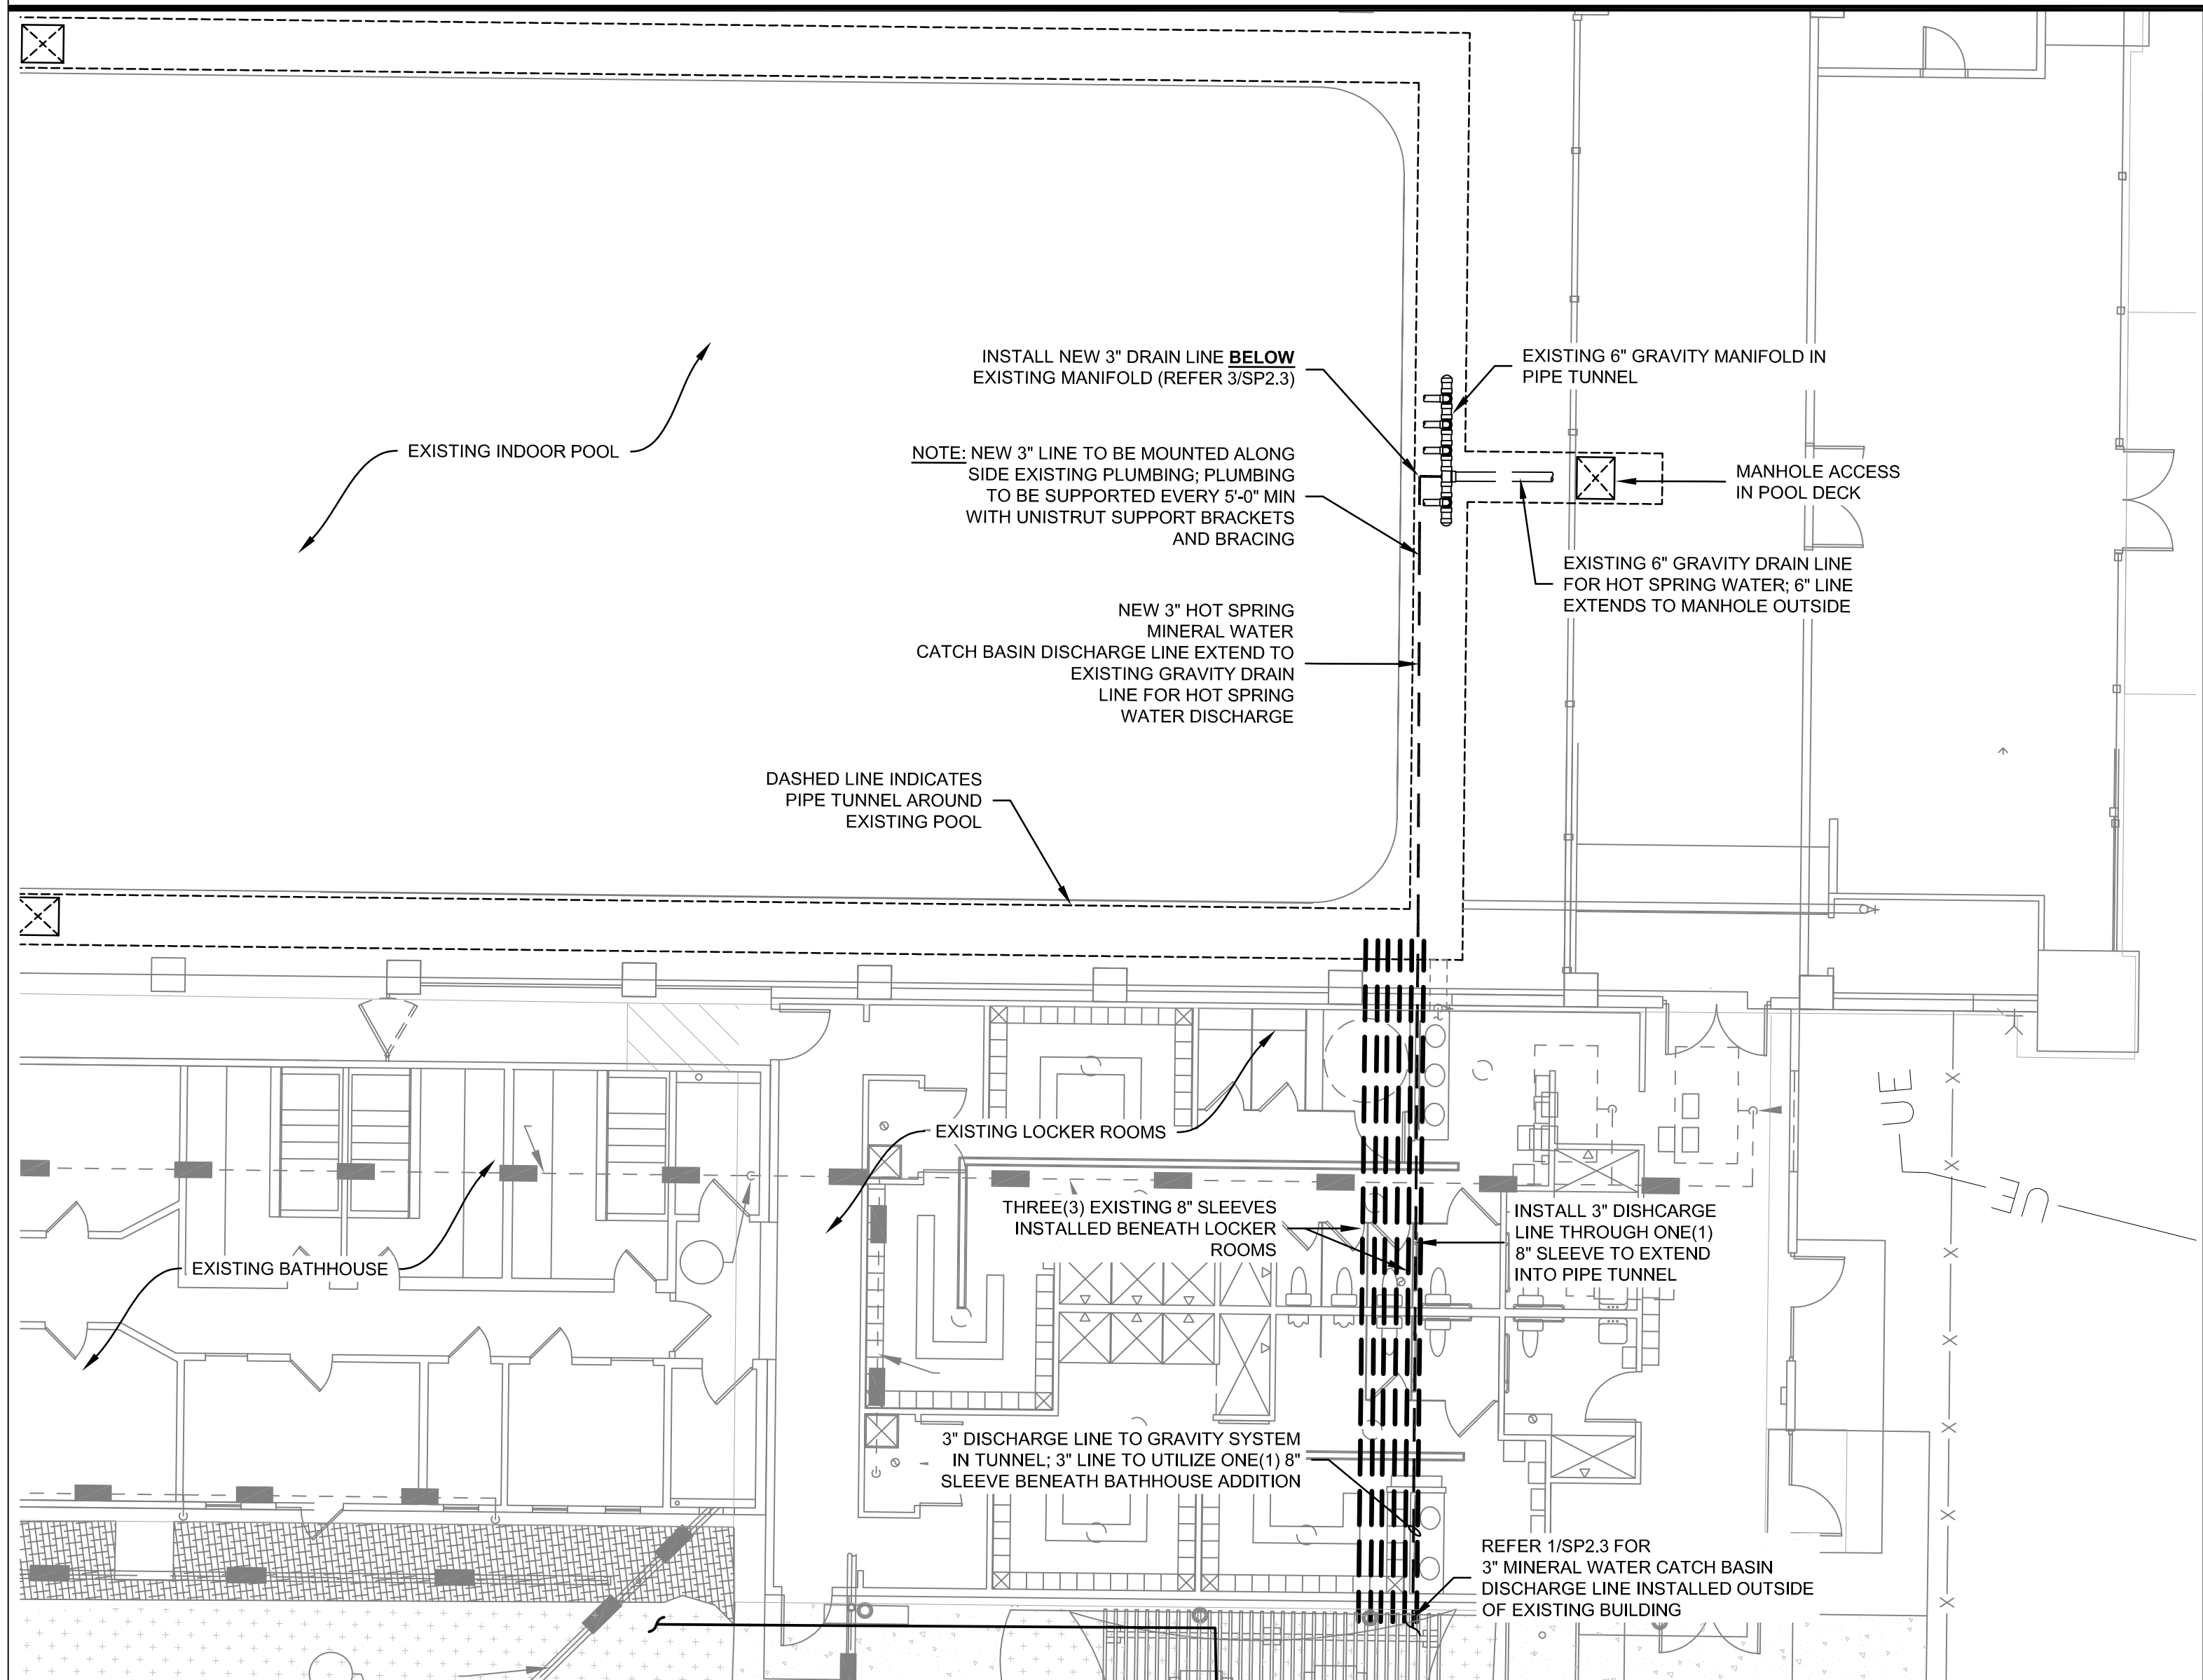 INSTALL NEW 3" DRAIN LINE BELOW
EXISTING MANIFOLD (REFER 3/SP2.3)
EXISTING 6" GRAVITY MANIFOLD IN
PIPE TUNNEL
EXISTING INDOOR POOL
NOTE: NEW 3" LINE TO BE MOUNTED ALONG
SIDE EXISTING PLUMBING; PLUMBING
TO BE SUPPORTED EVERY 5'-0" MIN
WITH UNISTRUT SUPPORT BRACKETS
AND BRACING
MANHOLE ACCESS
IN POOL DECK
EXISTING 6" GRAVITY DRAIN LINE
FOR HOT SPRING WATER; 6" LINE
EXTENDS TO MANHOLE OUTSIDE
NEW 3" HOT SPRING
MINERAL WATER
CATCH BASIN DISCHARGE LINE EXTEND TO
EXISTING GRAVITY DRAIN
LINE FOR HOT SPRING
WATER DISCHARGE
DASHED LINE INDICATES
PIPE TUNNEL AROUND
EXISTING POOL
UE
UE
EXISTING LOCKER ROOMS
THREE(3) EXISTING 8" SLEEVES
INSTALLED BENEATH LOCKER
ROOMS
INSTALL 3" DISHCARGE
LINE THROUGH ONE(1)
8" SLEEVE TO EXTEND
INTO PIPE TUNNEL
EXISTING BATHHOUSE
3" DISCHARGE LINE TO GRAVITY SYSTEM
IN TUNNEL; 3" LINE TO UTILIZE ONE(1) 8"
SLEEVE BENEATH BATHHOUSE ADDITION
REFER 1/SP2.3 FOR
3" MINERAL WATER CATCH BASIN
DISCHARGE LINE INSTALLED OUTSIDE
OF EXISTING BUILDING